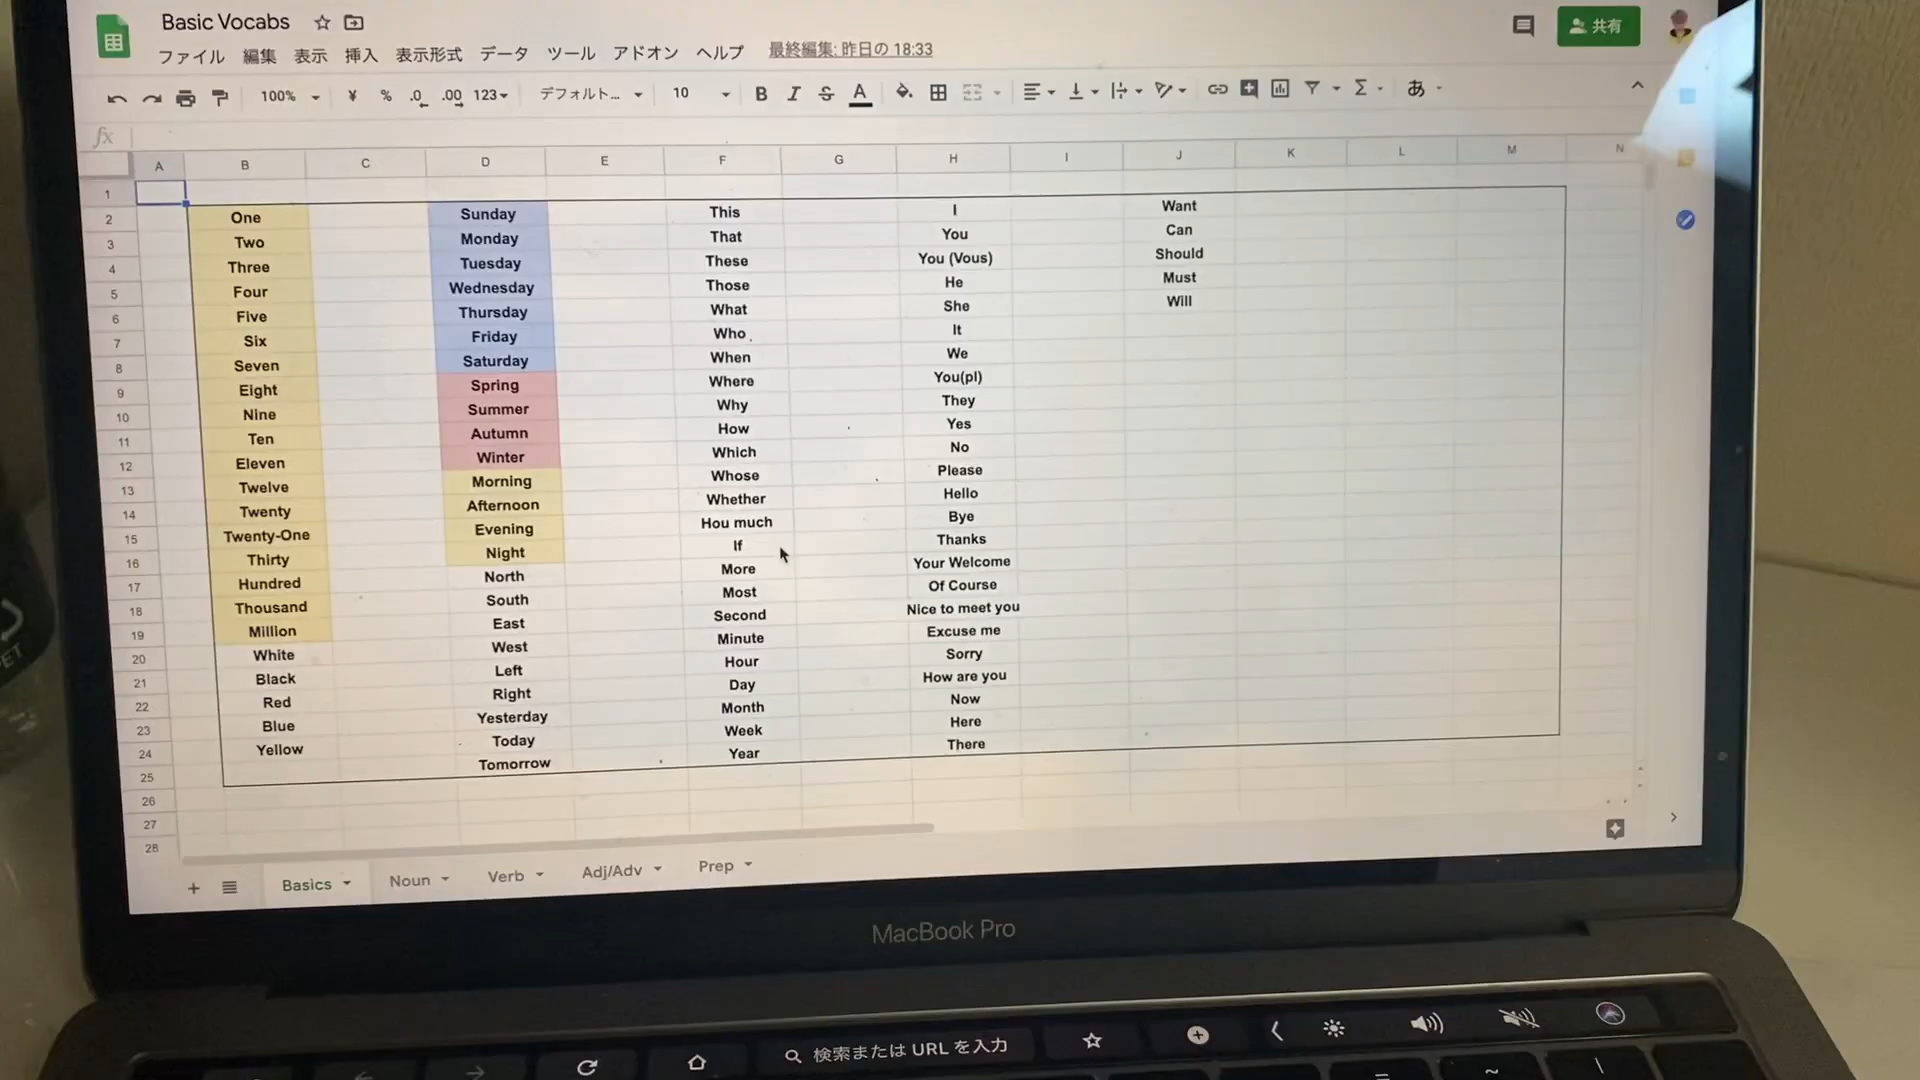 Basic Vocabs
ファイル 編集 表示 挿入 表示形式 データ ツール アドオン ヘルプ 最終編集: 昨日の 18:33
共有
100% ¥ % .0 .00 123 デフォルト... 10 B I S A あ
fx
A B C D E F G H I J K L M N
1
2 One Sunday This I Want
3 Two Monday That You Can
4 Three Tuesday These You (Vous) Should
5 Four Wednesday Those He Must
6 Five Thursday What She Will
7 Six Friday Who It
8 Seven Saturday When We
9 Eight Spring Where You(pl)
10 Nine Summer Why They
11 Ten Autumn How Yes
12 Eleven Winter Which No
13 Twelve Morning Whose Please
14 Twenty Afternoon Whether Hello
15 Twenty-One Evening Hou much Bye
16 Thirty Night If Thanks
17 Hundred North More Your Welcome
18 Thousand South Most Of Course
19 Million East Second Nice to meet you
20 White West Minute Excuse me
21 Black Left Hour Sorry
22 Red Right Day How are you
23 Blue Yesterday Month Now
24 Yellow Today Week Here
25 Tomorrow Year There
26
27
28
Basics Noun Verb Adj/Adv Prep
MacBook Pro
検索または URL を入力
PET